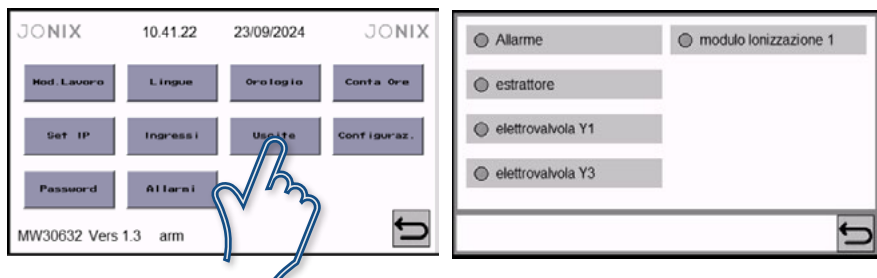 JONIX 10.41.22 23/09/2024 JONIX
Mod.Lavoro Lingue Orologio Conta Ore
Set IP Ingressi Uscite Configuraz.
Password Allarmi
MW30632 Vers 1.3 arm
Allarme modulo Ionizzazione 1
estrattore
elettrovalvola Y1
elettrovalvola Y3